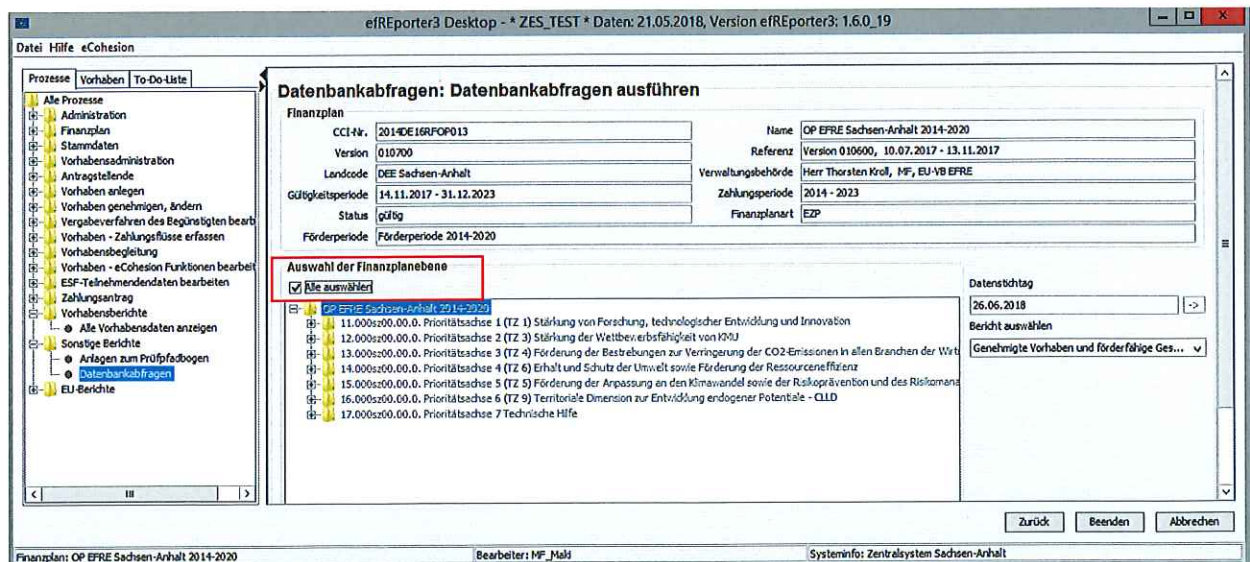 efREporter3 Desktop - * ZES_TEST * Daten: 21.05.2018, Version efREporter3: 1.6.0_19
Datei Hilfe eCohesion
Prozesse Vorhaben To-Do-Liste
Alle Prozesse
Administration
Finanzplan
Stammdaten
Vorhabensadministration
Antragstellende
Vorhaben anlegen
Vorhaben genehmigen, ändern
Vergabeverfahren des Begünstigten bearb
Vorhaben - Zahlungsflüsse erfassen
Vorhabensbegleitung
Vorhaben - eCohesion Funktionen bearbeit
ESF-Teilnehmendendaten bearbeiten
Zahlungsantrag
Vorhabensberichte
Alle Vorhabensdaten anzeigen
Sonstige Berichte
Anlagen zum Prüfpfadbogen
Datenbankabfragen
EU-Berichte
Datenbankabfragen: Datenbankabfragen ausführen
Finanzplan
CCI-Nr. 2014DE16RFOP013 Name OP EFRE Sachsen-Anhalt 2014-2020
Version 010700 Referenz Version 010600, 10.07.2017 - 13.11.2017
Landcode DEE Sachsen-Anhalt Verwaltungsbehörde Herr Thorsten Kroll, MF, EU-VB EFRE
Gültigkeitsperiode 14.11.2017 - 31.12.2023 Zahlungsperiode 2014 - 2023
Status gültig Finanzplanart EZP
Förderperiode Förderperiode 2014-2020
Auswahl der Finanzplanebene
Alle auswählen
OP EFRE Sachsen-Anhalt 2014-2020
11.000sz00.00.0. Prioritätsachse 1 (TZ 1) Stärkung von Forschung, technologischer Entwicklung und Innovation
12.000sz00.00.0. Prioritätsachse 2 (TZ 3) Stärkung der Wettbewerbsfähigkeit von KMU
13.000sz00.00.0. Prioritätsachse 3 (TZ 4) Förderung der Bestrebungen zur Verringerung der CO2-Emissionen in allen Branchen der Wirt
14.000sz00.00.0. Prioritätsachse 4 (TZ 6) Erhalt und Schutz der Umwelt sowie Förderung der Ressourceneffizienz
15.000sz00.00.0. Prioritätsachse 5 (TZ 5) Förderung der Anpassung an den Klimawandel sowie der Risikoprävention und des Risikomana
16.000sz00.00.0. Prioritätsachse 6 (TZ 9) Territoriale Dimension zur Entwicklung endogener Potentiale - CLLD
17.000sz00.00.0. Prioritätsachse 7 Technische Hilfe
Datenstichtag
26.06.2018 ->
Bericht auswählen
Genehmigte Vorhaben und förderfähige Ges...
Zurück Beenden Abbrechen
Finanzplan: OP EFRE Sachsen-Anhalt 2014-2020 Bearbeiter: MF_Mald Systeminfo: Zentralsystem Sachsen-Anhalt